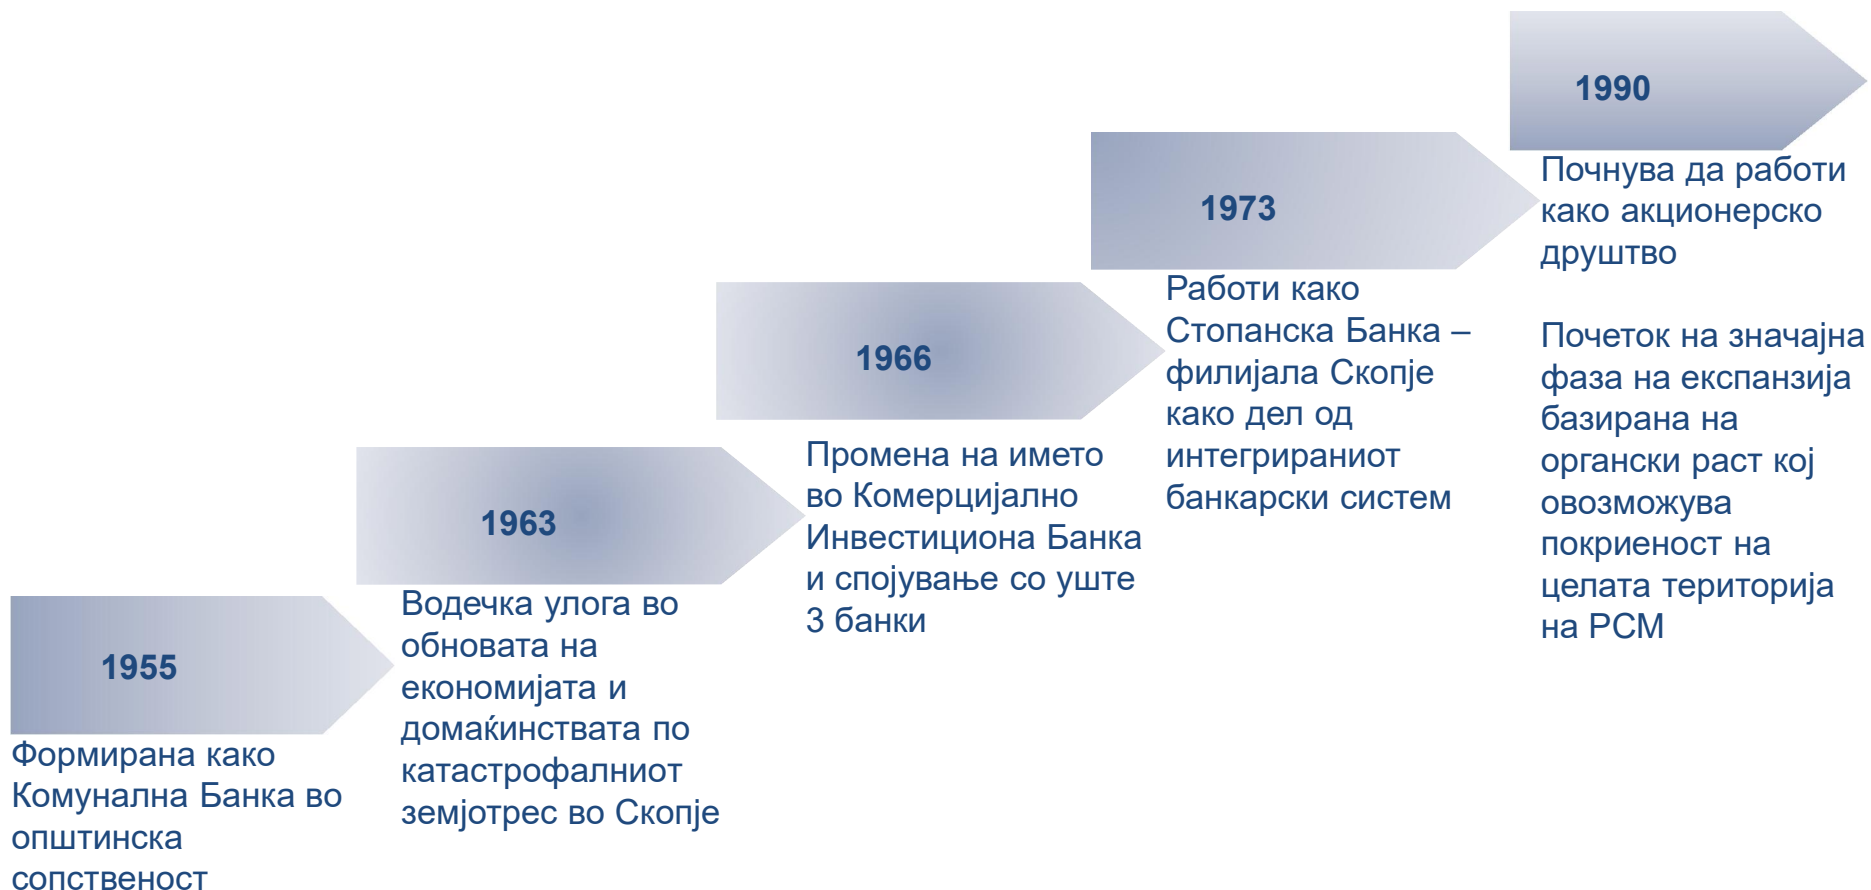 1955
Формирана како
Комунална Банка во
општинска
сопственост
1963
Водечка улога во
обновата на
економијата и
домаќинствата по
катастрофалниот
земјотрес во Скопје
1966
Промена на името
во Комерцијално
Инвестициона Банка
и спојување со уште
3 банки
1973
Работи како
Стопанска Банка –
филијала Скопје
како дел од
интегрираниот
банкарски систем
1990
Почнува да работи
како акционерско
друштво
Почеток на значајна
фаза на експанзија
базирана на
органски раст кој
овозможува
покриеност на
целата територија
на РСМ